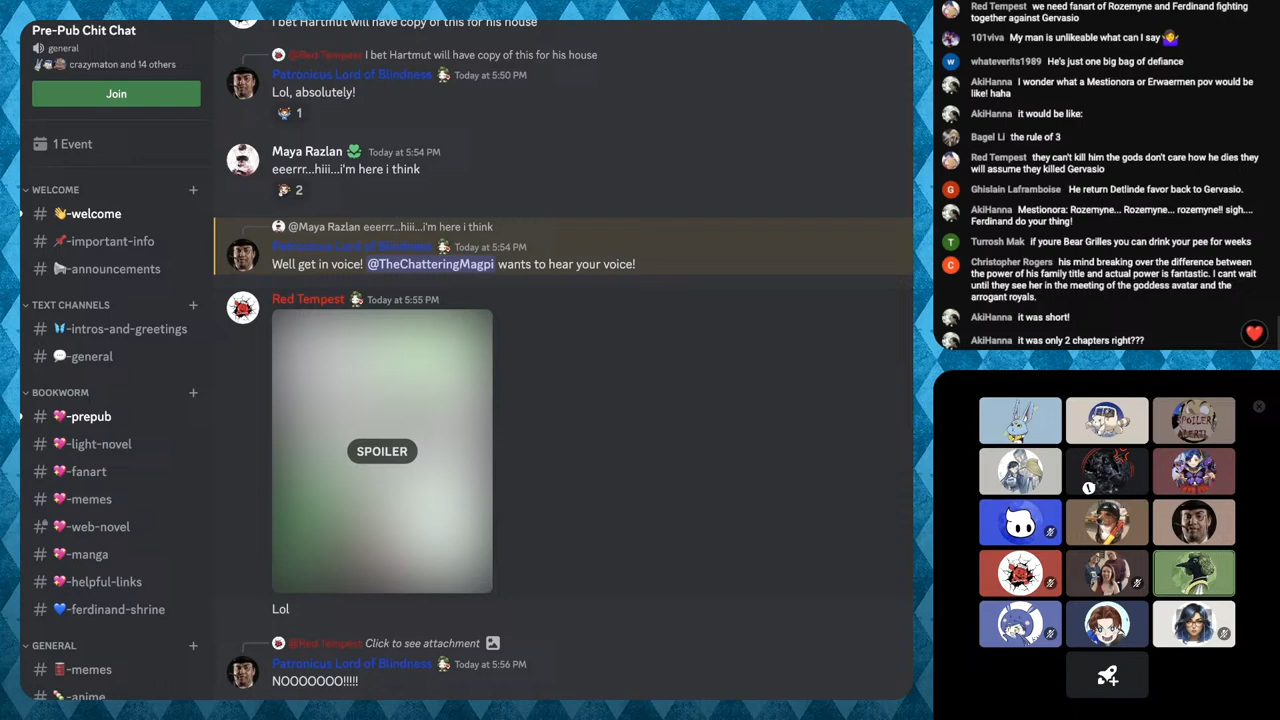 Pre-Pub Chit Chat
general
crazymaton and 14 others
Join
1 Event
WELCOME
👋-welcome
📌-important-info
📢-announcements
TEXT CHANNELS
🦋-intros-and-greetings
💬-general
BOOKWORM
💖-prepub
💖-light-novel
💖-fanart
💖-memes
💖-web-novel
💖-manga
💖-helpful-links
💙-ferdinand-shrine
GENERAL
-memes
-anime
I bet Hartmut will have copy of this for his house
@Red Tempest I bet Hartmut will have copy of this for his house
Patronicus Lord of Blindness Today at 5:50 PM
Lol, absolutely!
1
Maya Razlan Today at 5:54 PM
eeerrr...hiii...i'm here i think
2
@Maya Razlan eeerrr...hiii...i'm here i think
Patronicus Lord of Blindness Today at 5:54 PM
Well get in voice! @TheChatteringMagpi wants to hear your voice!
Red Tempest Today at 5:55 PM
SPOILER
Lol
@Red Tempest Click to see attachment
Patronicus Lord of Blindness Today at 5:56 PM
NOOOOOOO!!!!!
Red Tempest we need fanart of Rozemyne and Ferdinand fighting
together against Gervasio
101viva My man is unlikeable what can I say 🤷‍♀️
whateverits1989 He's just one big bag of defiance
AkiHanna I wonder what a Mestionora or Erwaermen pov would be
like! haha
AkiHanna it would be like:
Bagel Li the rule of 3
Red Tempest they can't kill him the gods don't care how he dies they
will assume they killed Gervasio
Ghislain Laframboise He return Detlinde favor back to Gervasio.
AkiHanna Mestionora: Rozemyne... Rozemyne... rozemyne!! sigh....
Ferdinand do your thing!
Turrosh Mak if youre Bear Grilles you can drink your pee for weeks
Christopher Rogers his mind breaking over the difference between
the power of his family title and actual power is fantastic. I cant wait
until they see her in the meeting of the goddess avatar and the
arrogant royals.
AkiHanna it was short!
AkiHanna it was only 2 chapters right???
SPOILER
ALERT!